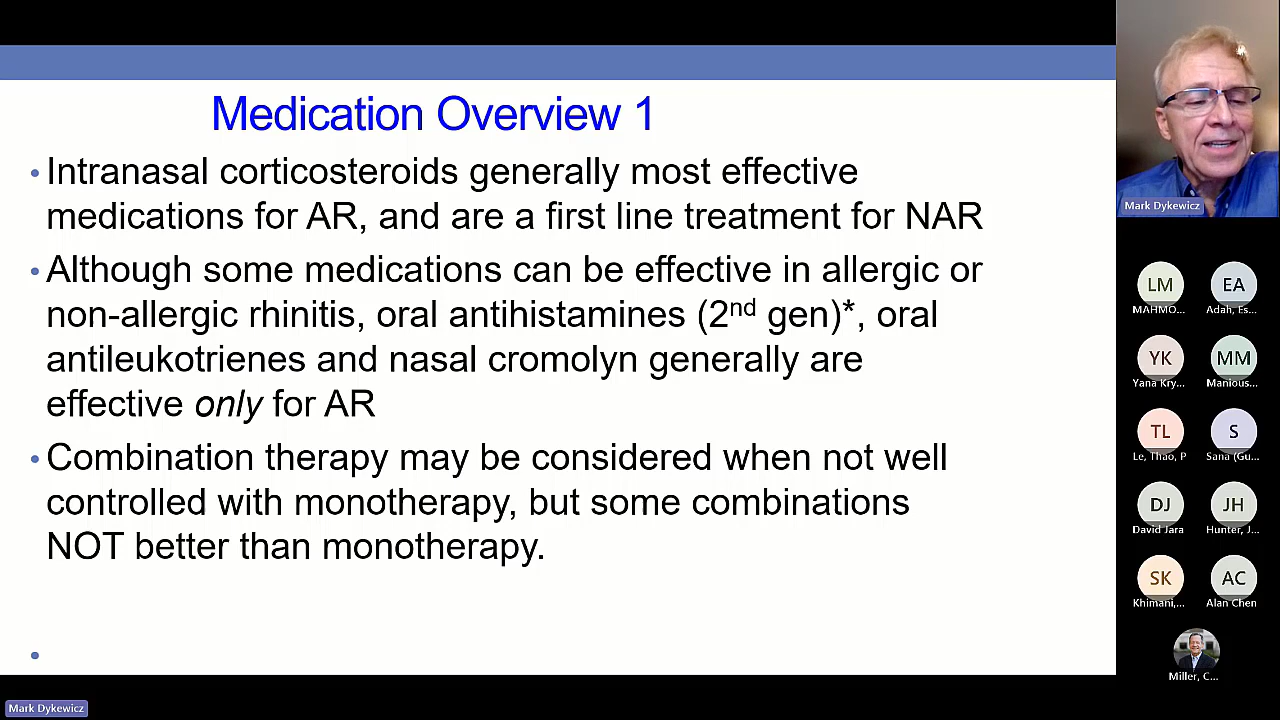 Medication Overview 1
• Intranasal corticosteroids generally most effective
medications for AR, and are a first line treatment for NAR
• Although some medications can be effective in allergic or
non-allergic rhinitis, oral antihistamines (2nd gen)*, oral
antileukotrienes and nasal cromolyn generally are
effective only for AR
• Combination therapy may be considered when not well
controlled with monotherapy, but some combinations
NOT better than monotherapy.
•
Mark Dykewicz
LM
MAHMO...
EA
Adah, Es...
YK
Yana Kry...
MM
Manious...
TL
Le, Thao, P
S
Sana (Gu...
DJ
David Jara
JH
Hunter, J...
SK
Khimani,...
AC
Alan Chen
Miller, C...
Mark Dykewicz